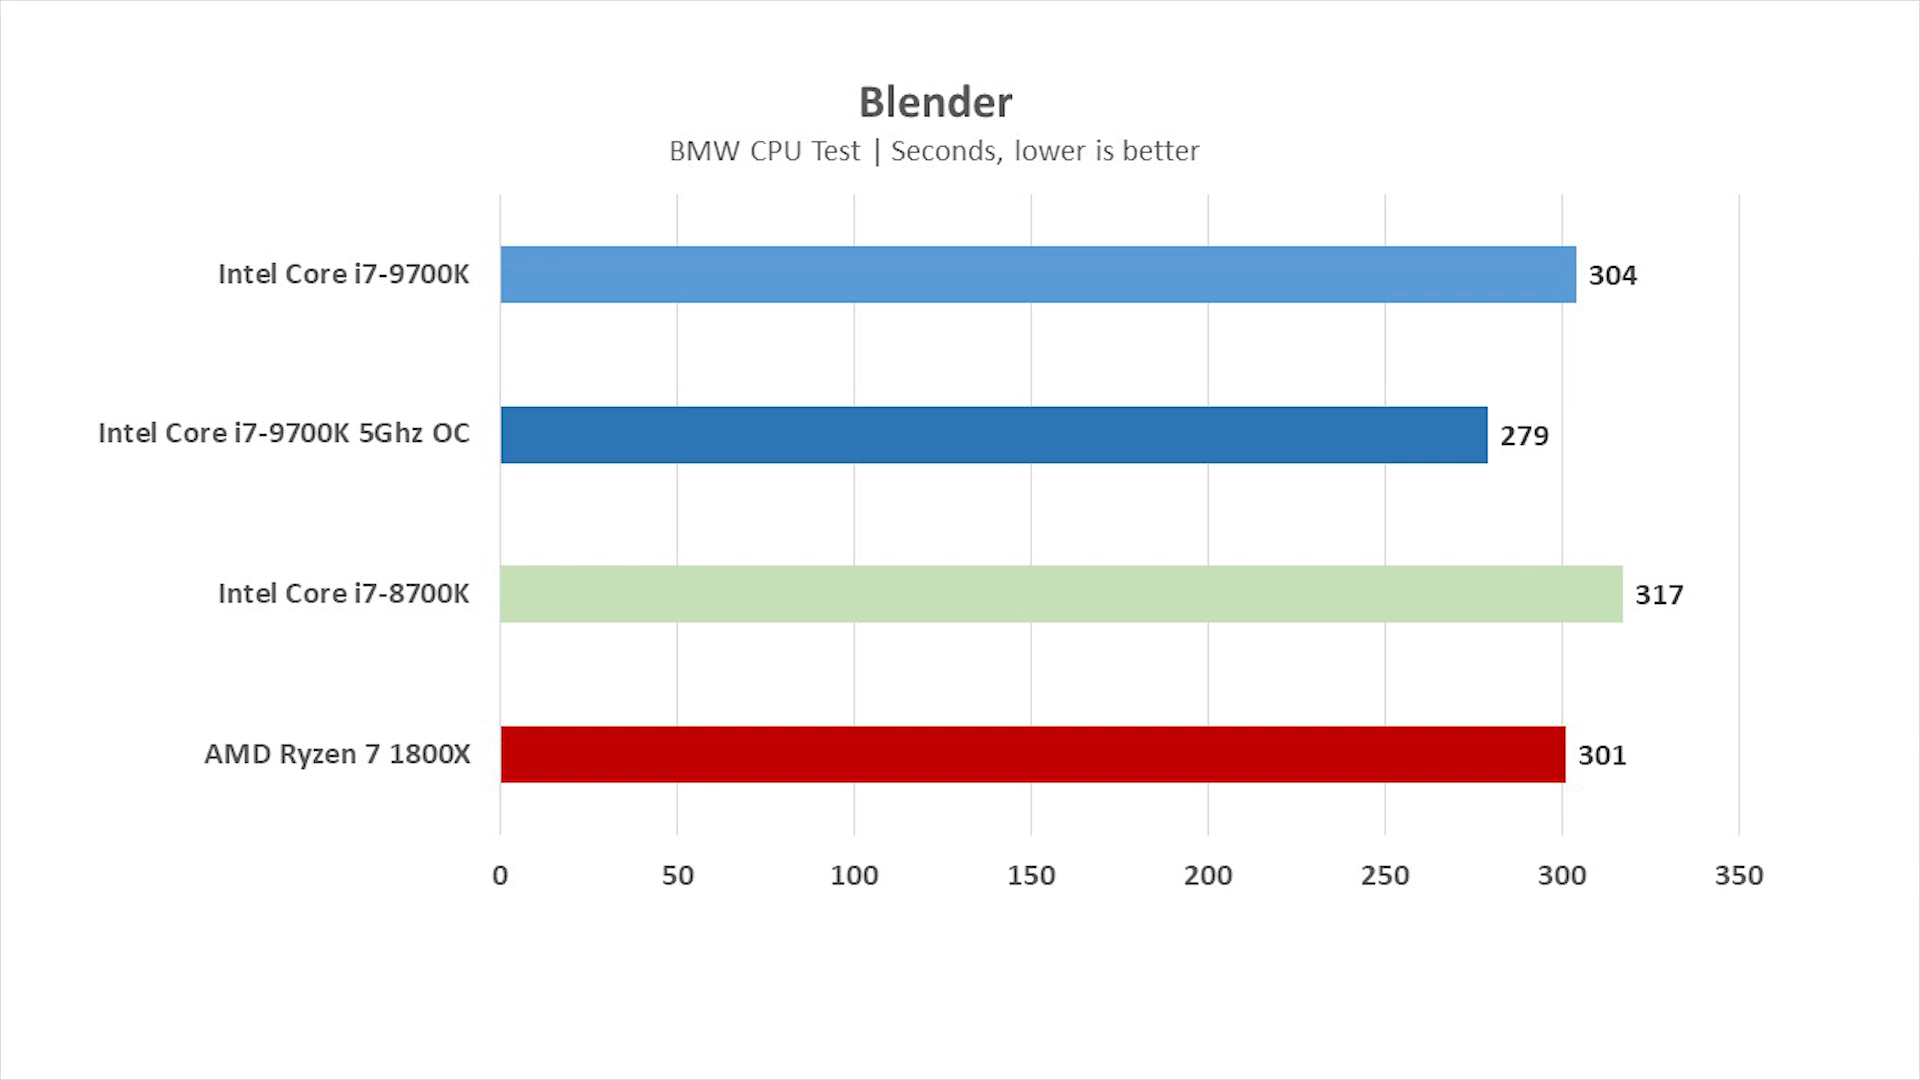 Blender
BMW CPU Test | Seconds, lower is better
Intel Core i7-9700K
304
Intel Core i7-9700K 5Ghz OC
279
Intel Core i7-8700K
317
AMD Ryzen 7 1800X
301
0 50 100 150 200 250 300 350